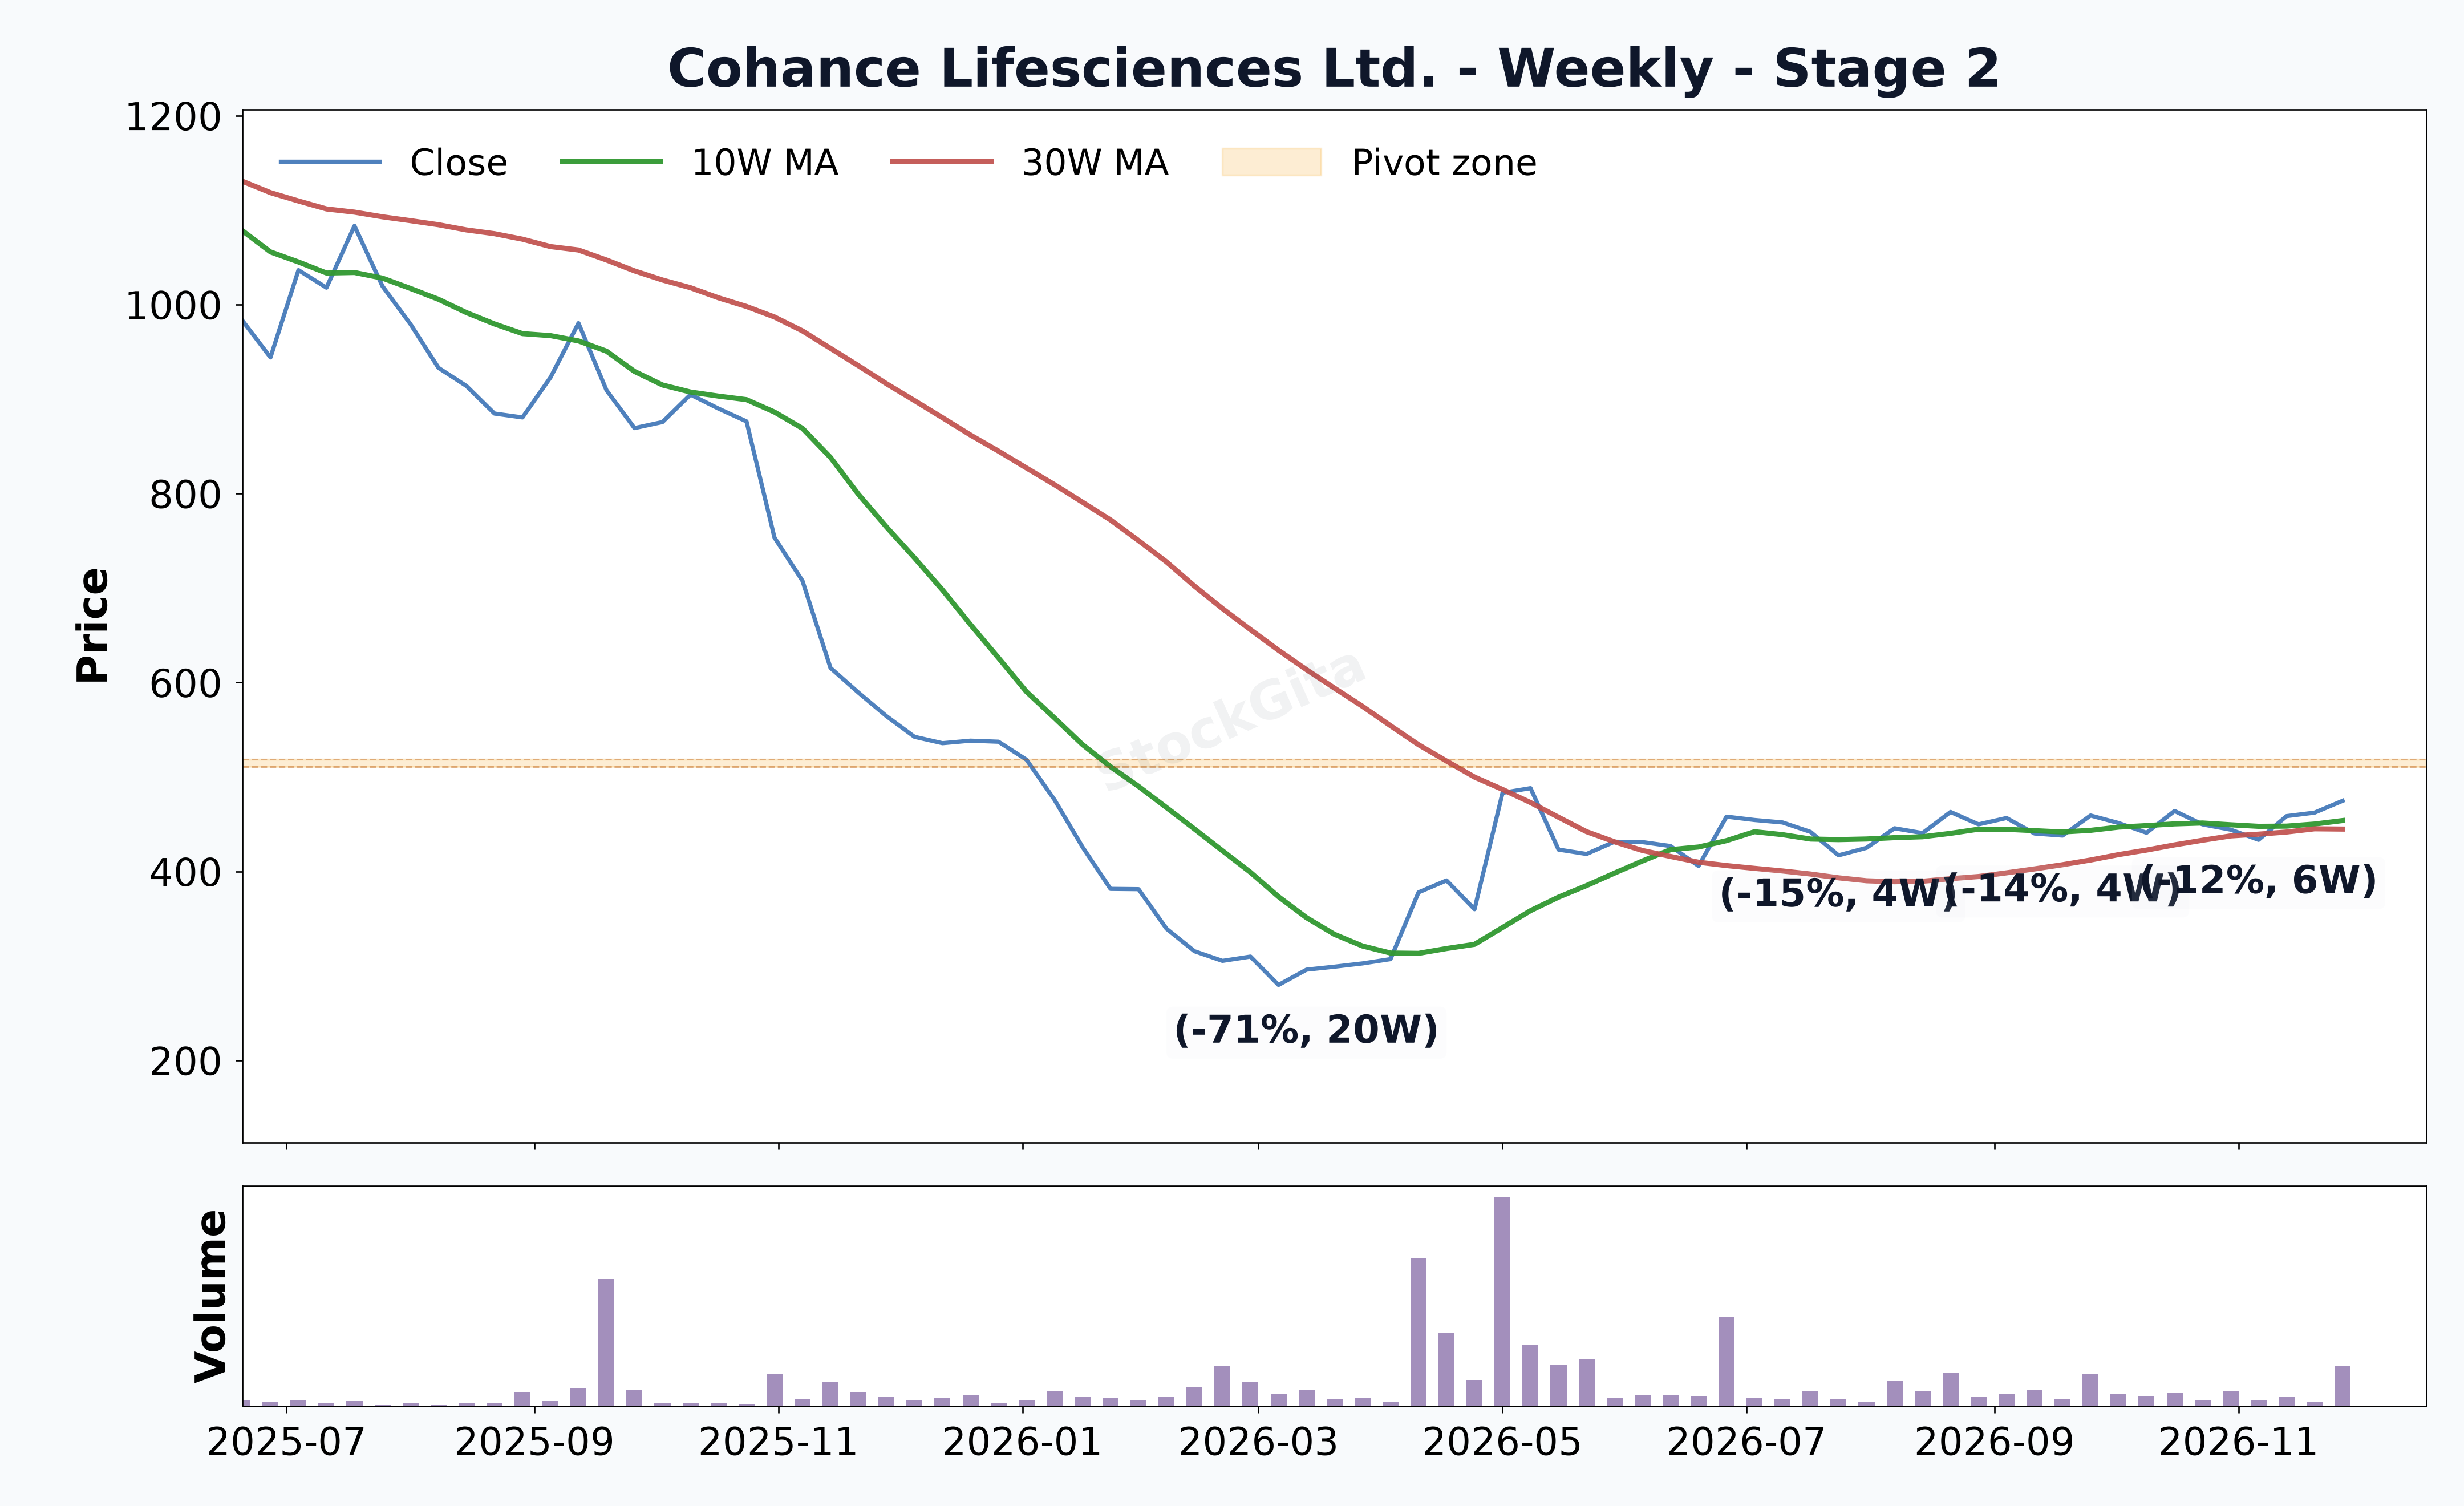 Cohance Lifesciences Ltd. - Weekly - Stage 2
Close 10W MA 30W MA Pivot zone
1200
1000
800
600
400
200
Price
StockGita
(-71%, 20W)
(-15%, 4W)
(-14%, 4W)
(-12%, 6W)
Volume
2025-07 2025-09 2025-11 2026-01 2026-03 2026-05 2026-07 2026-09 2026-11